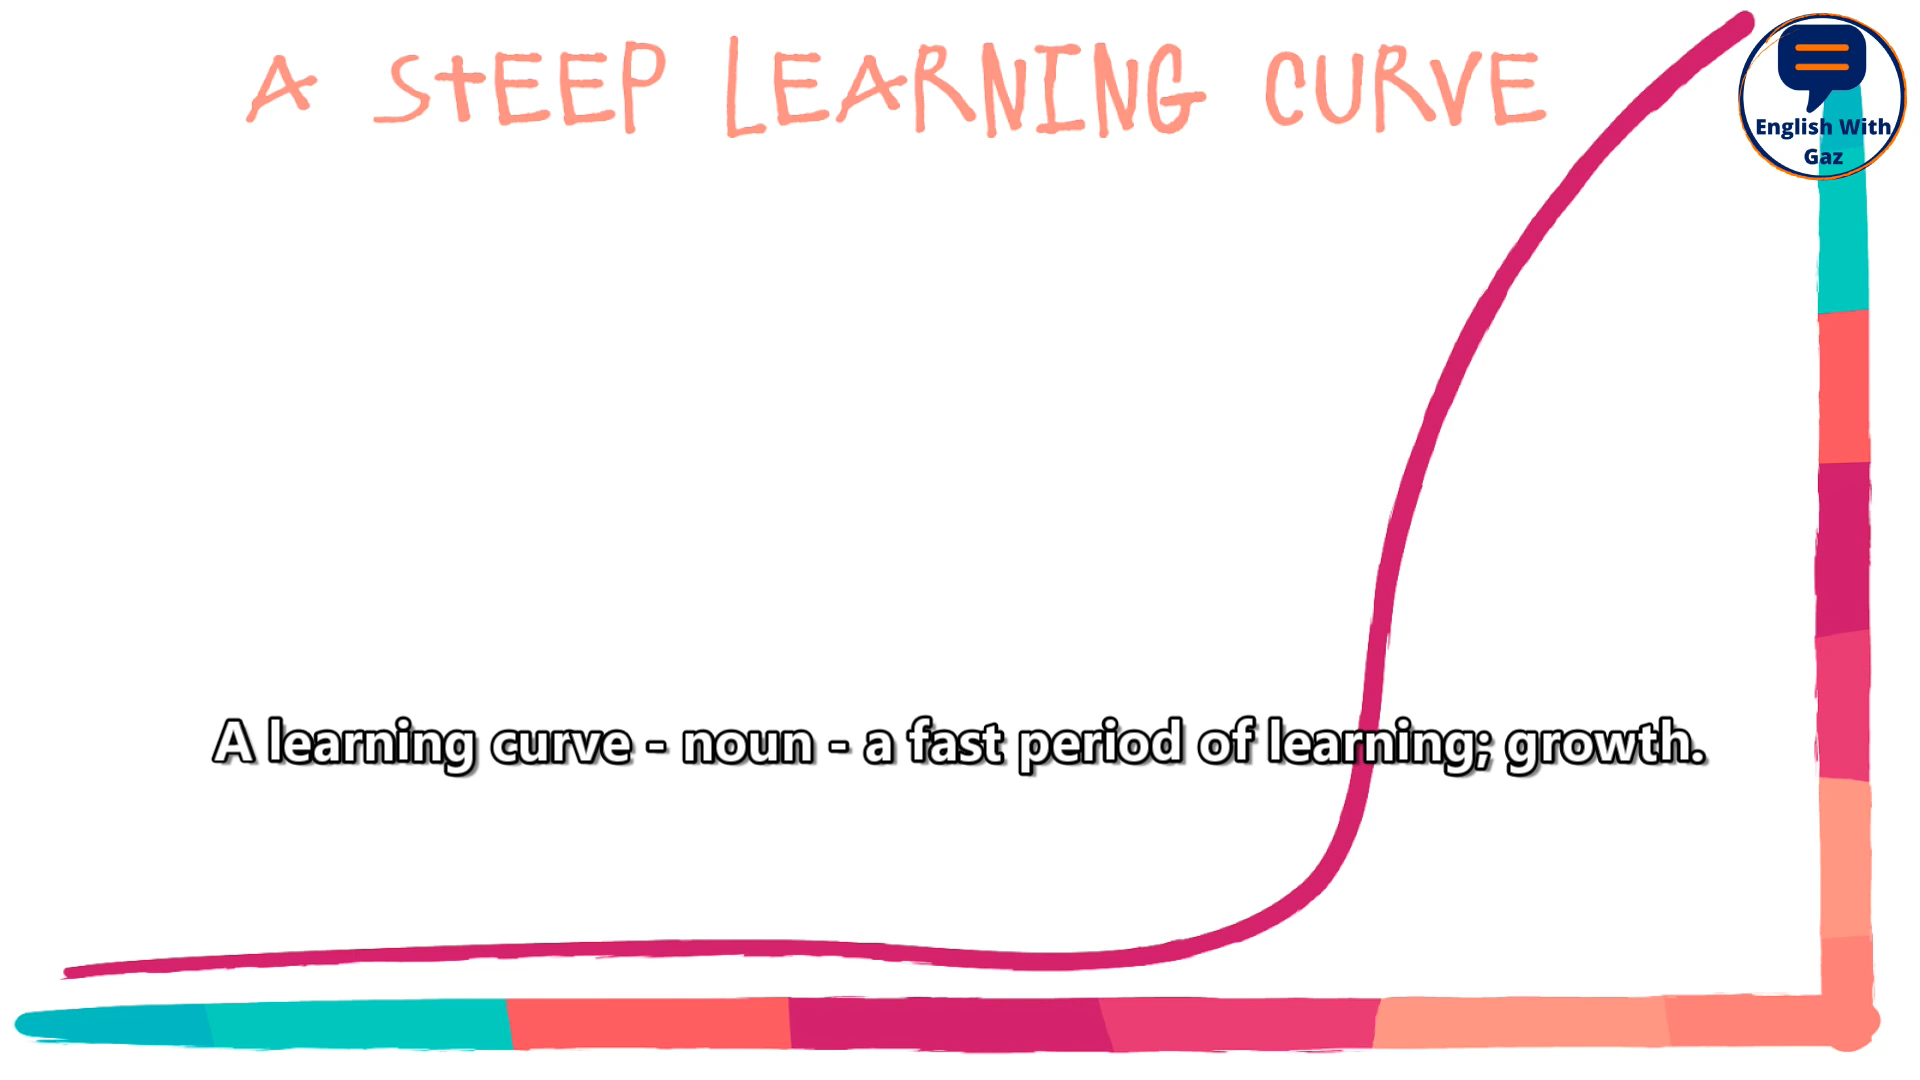 A StEEP LEARNING CURVE
English With
Gaz
A learning curve - noun - a fast period of learning; growth.